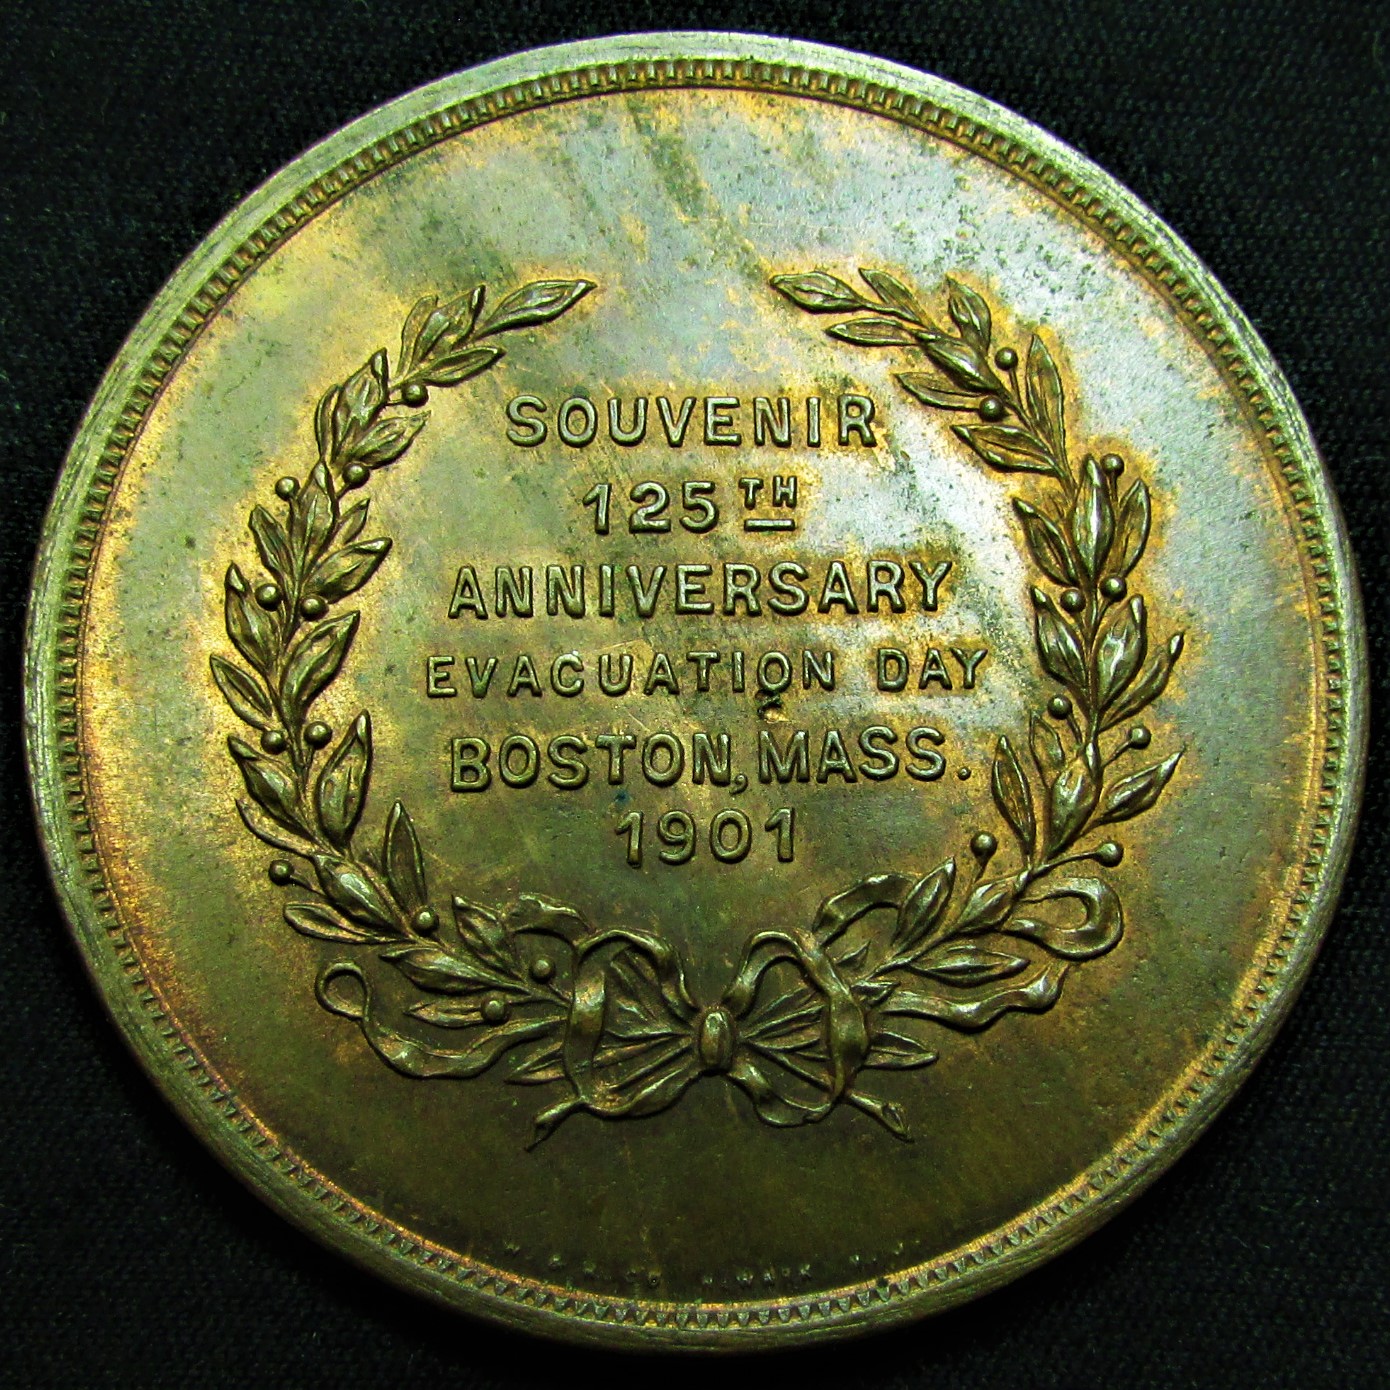 SOUVENIR
125TH
ANNIVERSARY
EVACUATION DAY
BOSTON, MASS.
1901
N.J.